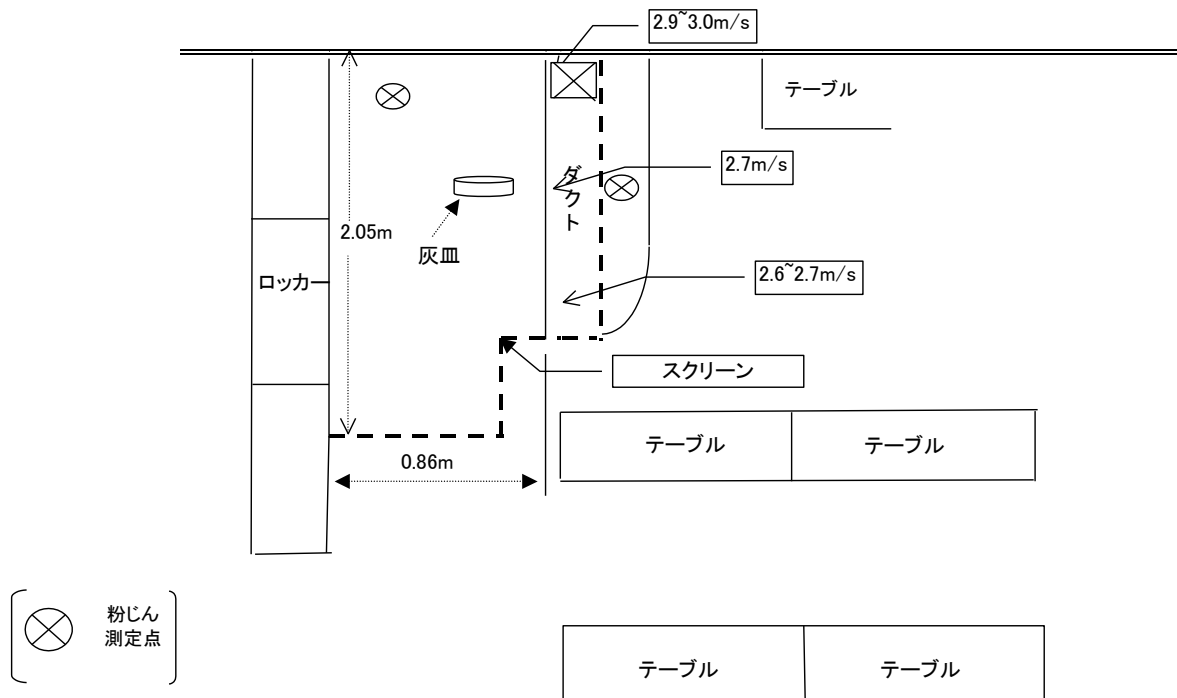 2.9~3.0m/s
テーブル
ダクト
2.7m/s
2.05m
灰皿
ロッカー
2.6~2.7m/s
スクリーン
テーブル
テーブル
0.86m
粉じん
測定点
テーブル
テーブル